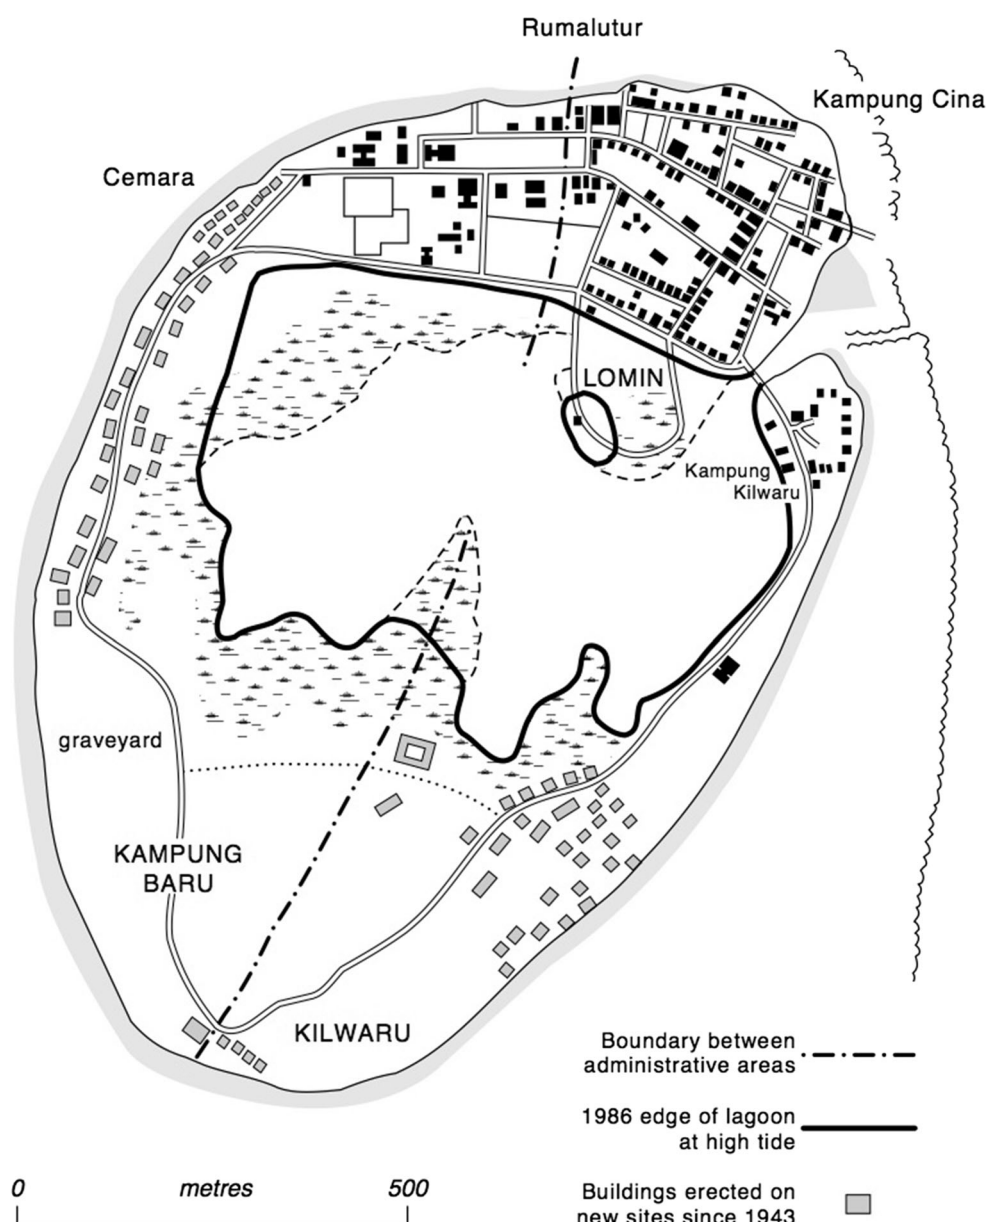 Rumalutur
Kampung Cina
Cemara
LOMIN
Kampung
Kilwaru
graveyard
KAMPUNG
BARU
KILWARU
Boundary between
administrative areas
1986 edge of lagoon
at high tide
0 metres 500
Buildings erected on
new sites since 1943